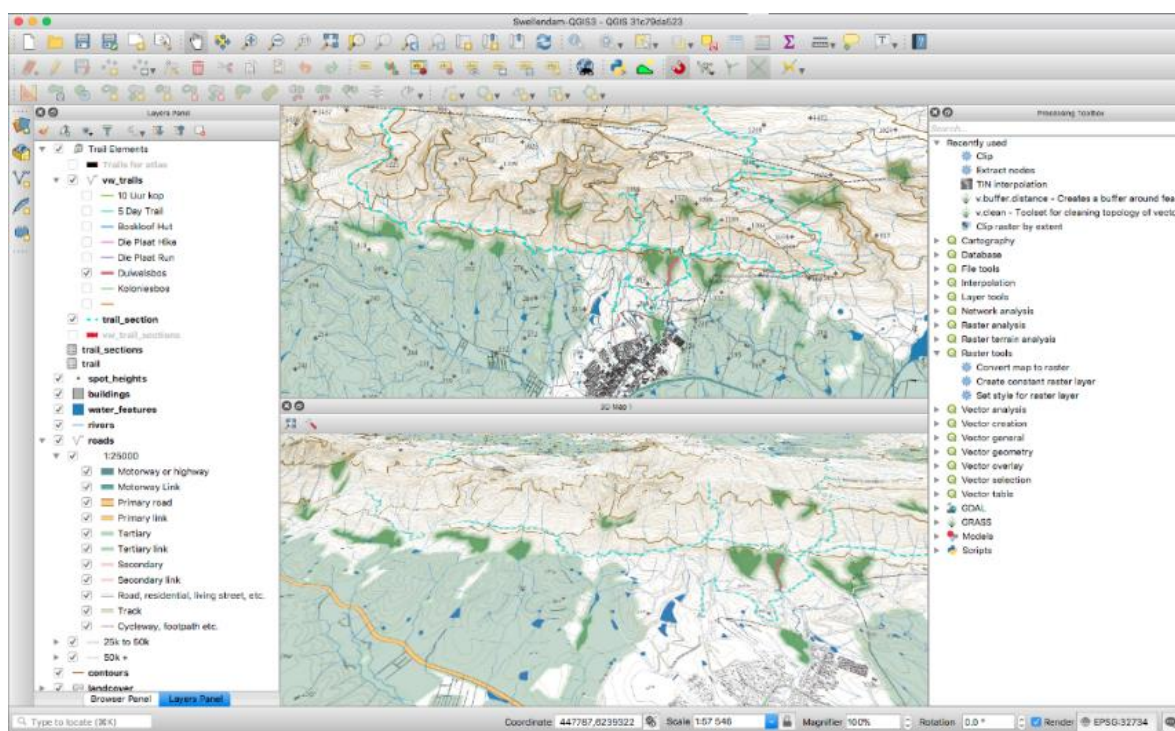 Swellendam-QGIS3 - QGIS 31c79da623
Layers Panel
Trail Elements
Trails for atlas
vw_trails
10 Uur kop
5 Day Trail
Boskloof Hut
Die Plaat Hike
Die Plaat Run
Duiwelsbos
Koloniesbos
trail_section
vw_trail_sections
trail_sections
trail
spot_heights
buildings
water_features
rivers
roads
1:25000
Motorway or highway
Motorway Link
Primary road
Primary link
Tertiary
Tertiary link
Secondary
Secondary link
Road, residential, living street, etc.
Track
Cycleway, footpath etc.
25k to 50k
50k +
contours
landcover
Browser Panel Layers Panel
3D Map 1
Processing Toolbox
Search...
Recently used
Clip
Extract nodes
TIN interpolation
v.buffer.distance - Creates a buffer around fea
v.clean - Toolset for cleaning topology of vecto
Clip raster by extent
Cartography
Database
File tools
Interpolation
Layer tools
Network analysis
Raster analysis
Raster terrain analysis
Raster tools
Convert map to raster
Create constant raster layer
Set style for raster layer
Vector analysis
Vector creation
Vector general
Vector geometry
Vector overlay
Vector selection
Vector table
GDAL
GRASS
Models
Scripts
Type to locate (⌘K) Coordinate 447787,6239322 Scale 1:57 546 Magnifier 100% Rotation 0.0 ° Render EPSG:32734